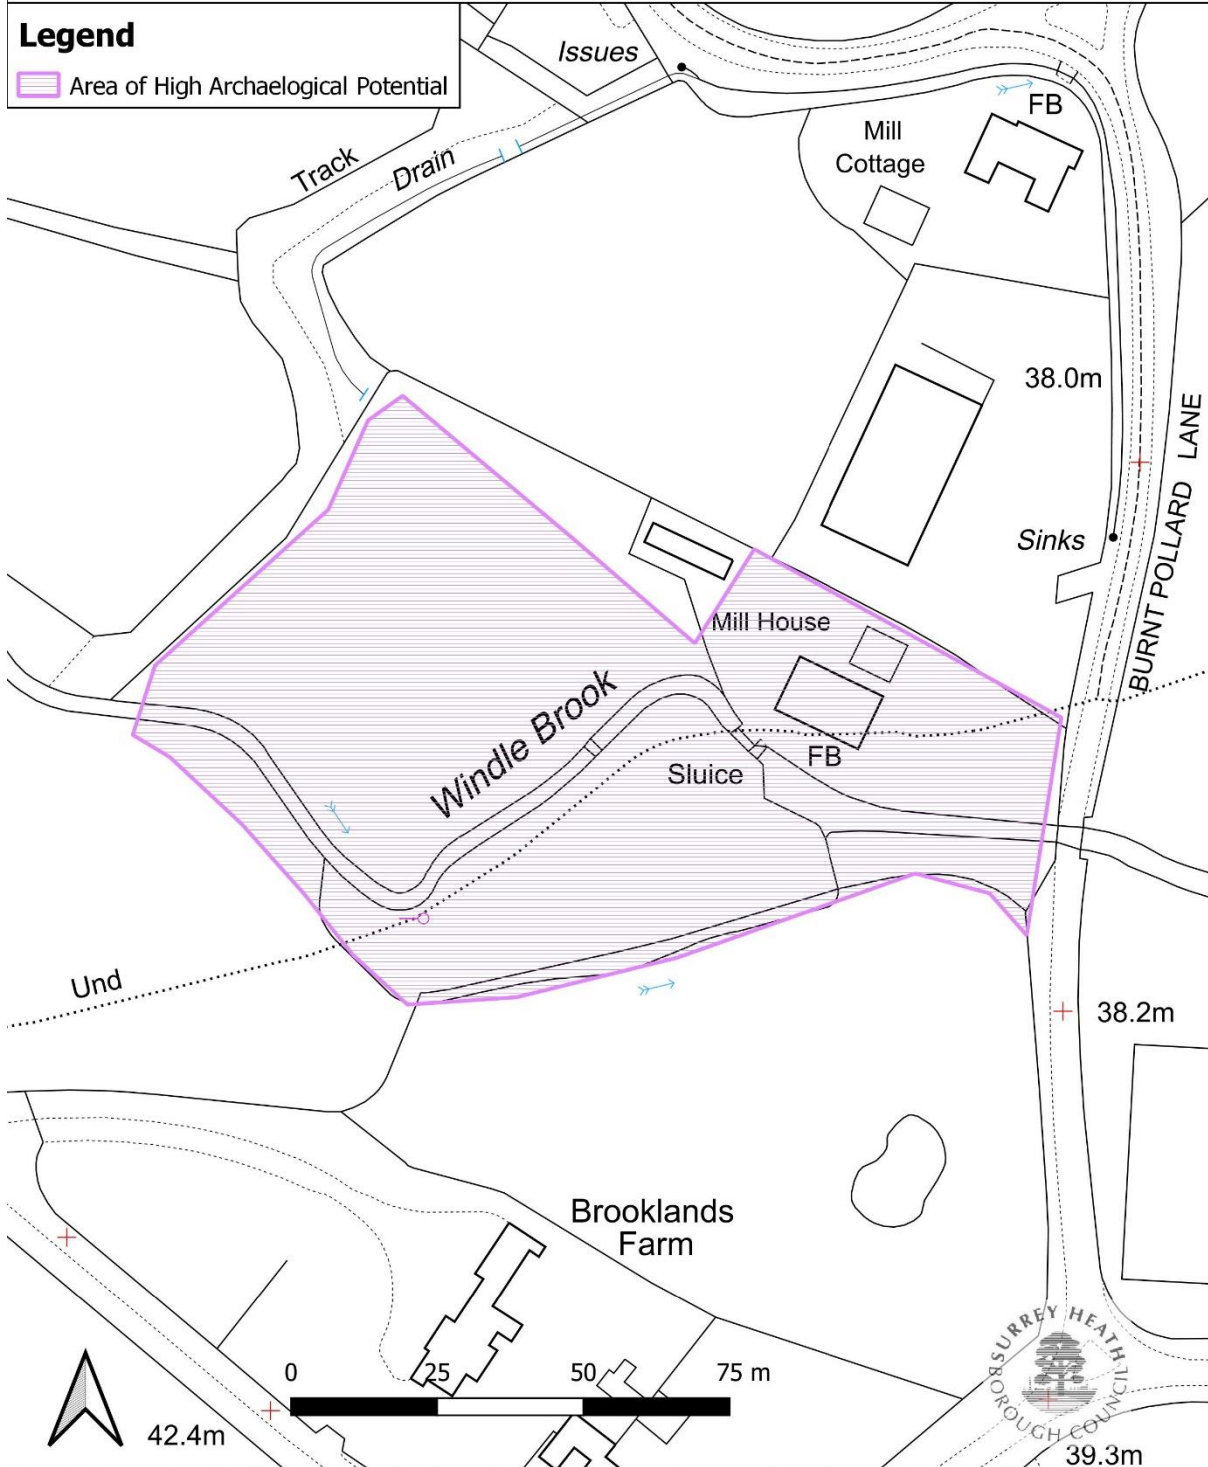 Legend
Area of High Archaelogical Potential
Issues
FB
Mill
Cottage
Track
Drain
38.0m
BURNT POLLARD LANE
Sinks
Mill House
Windle Brook
FB
Sluice
Und
38.2m
Brooklands
Farm
0 25 50 75 m
42.4m
SURREY HEATH
BOROUGH COUNCIL
39.3m